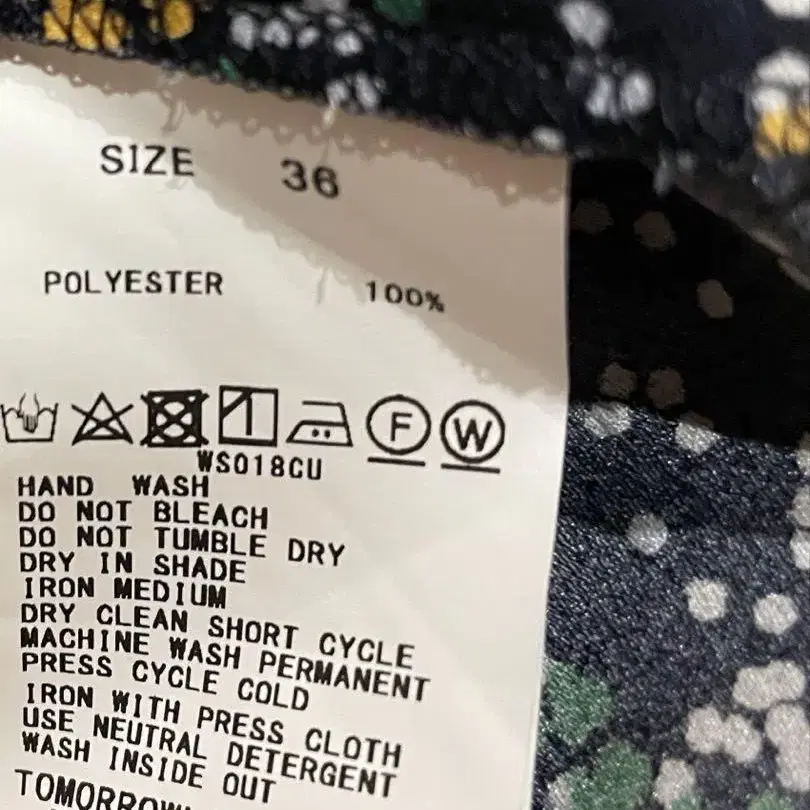 SIZE 36
POLYESTER 100%
F W
WS018CU
HAND WASH
DO NOT BLEACH
DO NOT TUMBLE DRY
DRY IN SHADE
IRON MEDIUM
DRY CLEAN SHORT CYCLE
MACHINE WASH PERMANENT
PRESS CYCLE COLD
IRON WITH PRESS CLOTH
USE NEUTRAL DETERGENT
WASH INSIDE OUT
TOMORROW